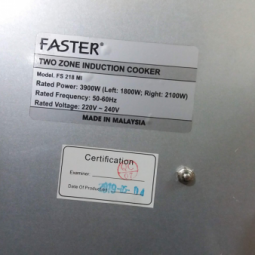 FASTER®
TWO ZONE INDUCTION COOKER
Model. FS 218 MI
Rated Power: 3900W (Left: 1800W; Right: 2100W)
Rated Frequency: 50-60Hz
Rated Voltage: 220V ~ 240V
MADE IN MALAYSIA
Certification
Examiner:
Date Of Production: